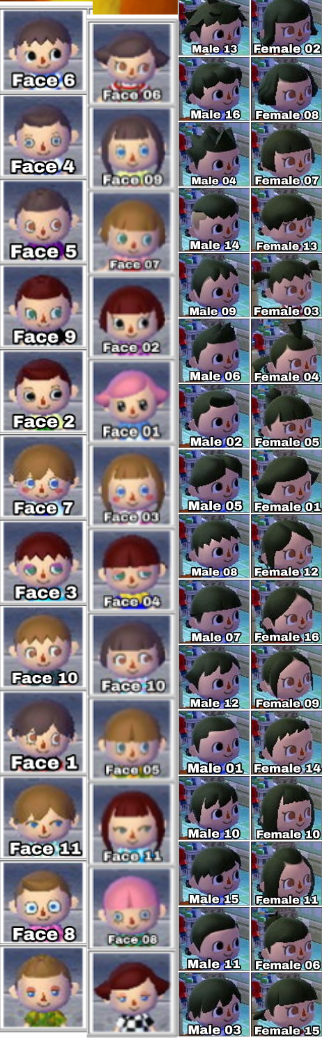 Face 6
Face 4
Face 5
Face 9
Face 2
Face 7
Face 3
Face 10
Face 1
Face 11
Face 8
Face 06
Face 09
Face 07
Face 02
Face 01
Face 03
Face 04
Face 10
Face 05
Face 11
Face 08
Male 13
Male 16
Male 04
Male 14
Male 09
Male 06
Male 02
Male 05
Male 08
Male 07
Male 12
Male 01
Male 10
Male 15
Male 11
Male 03
Female 02
Female 08
Female 07
Female 13
Female 03
Female 04
Female 05
Female 01
Female 12
Female 16
Female 09
Female 14
Female 10
Female 11
Female 06
Female 15